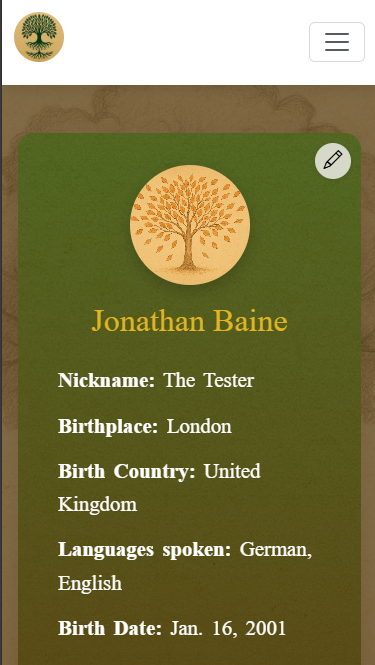 Jonathan Baine
Nickname: The Tester
Birthplace: London
Birth Country: United
Kingdom
Languages spoken: German,
English
Birth Date: Jan. 16, 2001